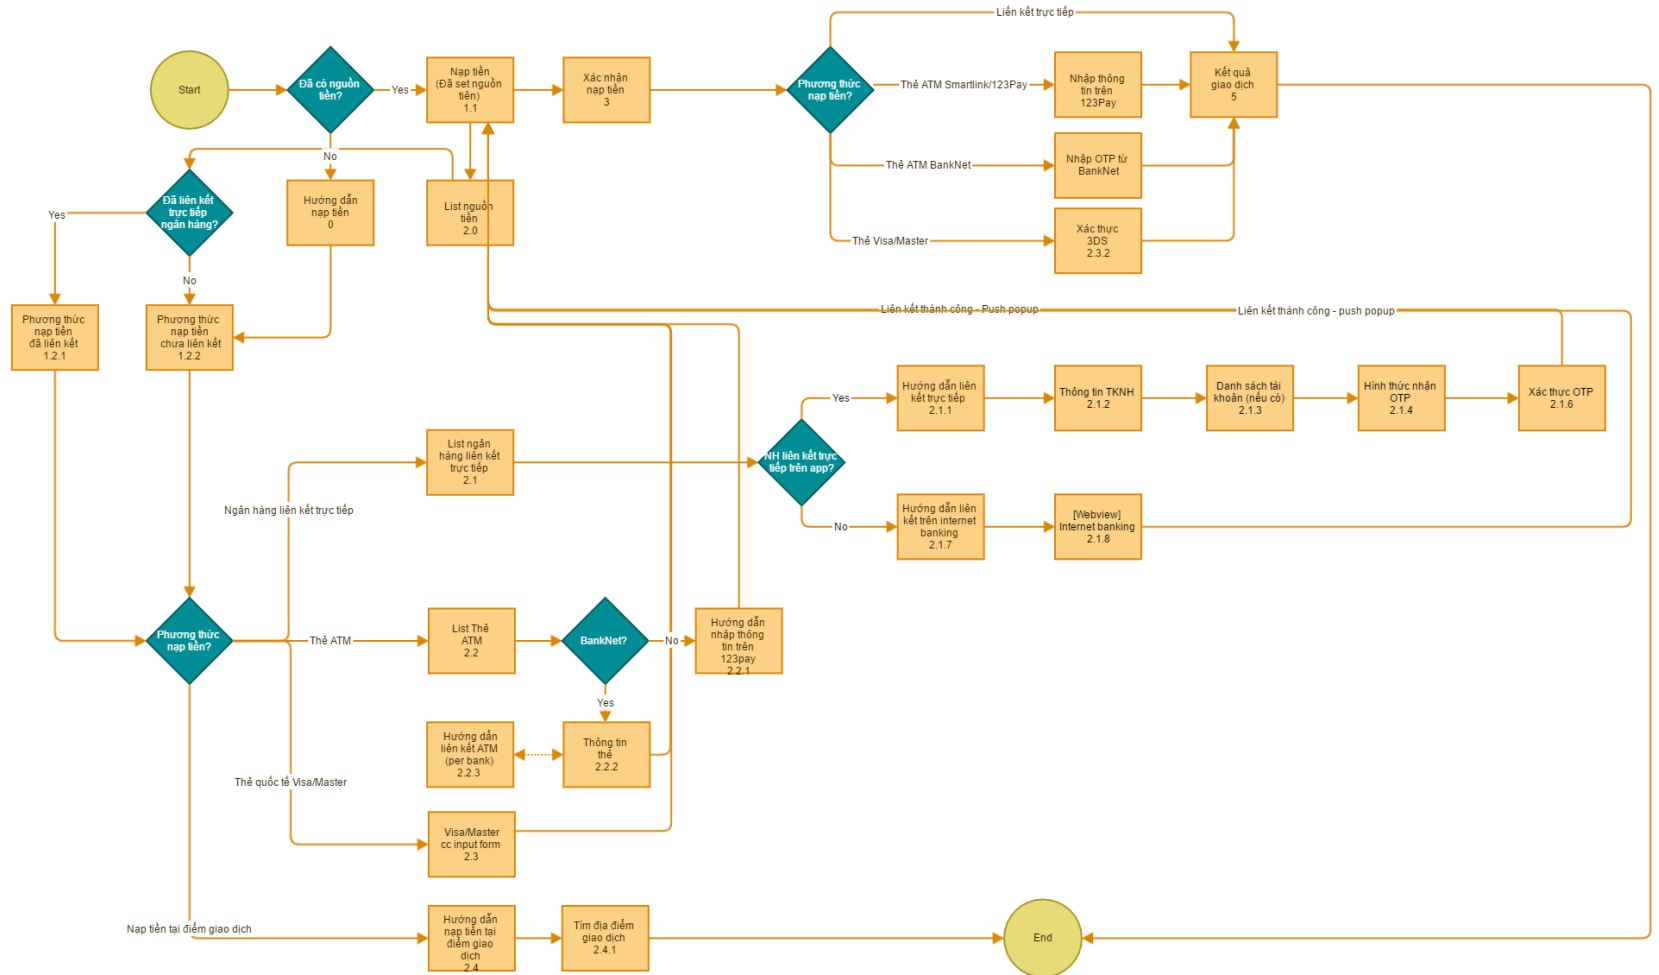 Liên kết trực tiếp
Start
Đã có nguồn
tiền?
Yes
Nạp tiền
(Đã set nguồn
tiền)
1.1
Xác nhận
nạp tiền
3
Phương thức
nạp tiền?
Thẻ ATM Smartlink/123Pay
Nhập thông
tin trên
123Pay
Kết quả
giao dịch
5
No
Thẻ ATM BankNet
Nhập OTP từ
BankNet
Đã liên kết
trực tiếp
ngân hàng?
Hướng dẫn
nạp tiền
0
List nguồn
tiền
2.0
Yes
Thẻ Visa/Master
Xác thực
3DS
2.3.2
No
Phương thức
nạp tiền
đã liên kết
1.2.1
Phương thức
nạp tiền
chưa liên kết
1.2.2
Liên kết thành công - Push popup
Liên kết thành công - push popup
Yes
Hướng dẫn liên
kết trực tiếp
2.1.1
Thông tin TKNH
2.1.2
Danh sách tài
khoản (nếu có)
2.1.3
Hình thức nhận
OTP
2.1.4
Xác thực OTP
2.1.6
List ngân
hàng liên kết
trực tiếp
2.1
NH liên kết trực
tiếp trên app?
Ngân hàng liên kết trực tiếp
No
Hướng dẫn liên
kết trên internet
banking
2.1.7
[Webview]
Internet banking
2.1.8
Phương thức
nạp tiền?
Thẻ ATM
List Thẻ
ATM
2.2
BankNet?
No
Hướng dẫn
nhập thông
tin trên
123pay
2.2.1
Yes
Hướng dẫn
liên kết ATM
(per bank)
2.2.3
Thông tin
thẻ
2.2.2
Thẻ quốc tế Visa/Master
Visa/Master
cc input form
2.3
Nạp tiền tại điểm giao dịch
Hướng dẫn
nạp tiền tại
điểm giao
dịch
2.4
Tìm địa điểm
giao dịch
2.4.1
End